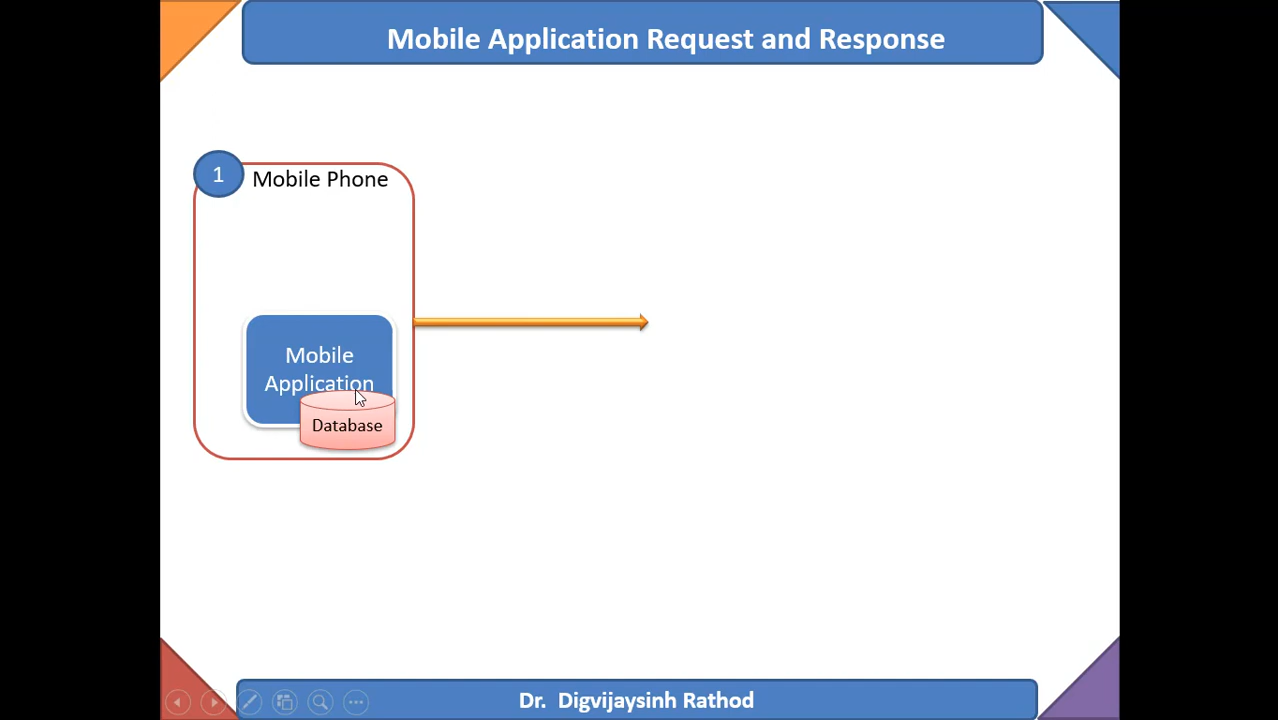 Mobile Application Request and Response
1
Mobile Phone
Mobile
Application
Database
Dr. Digvijaysinh Rathod